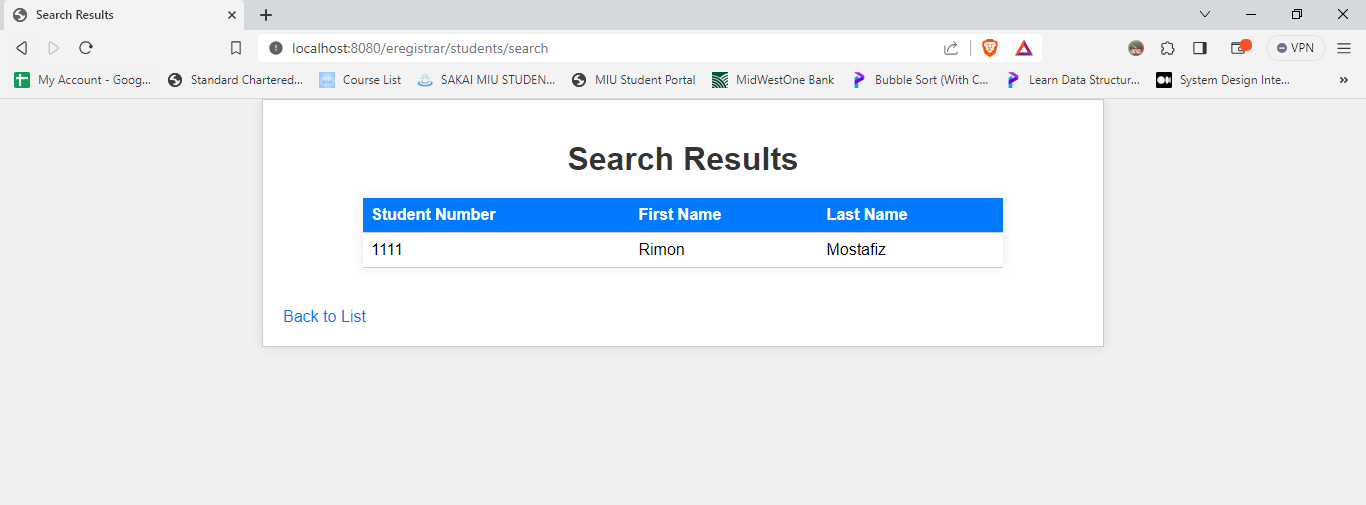 Search Results
localhost:8080/eregistrar/students/search
VPN
My Account - Goog... Standard Chartered... Course List SAKAI MIU STUDEN... MIU Student Portal MidWestOne Bank Bubble Sort (With C... Learn Data Structur... System Design Inte...
Search Results
Student Number First Name Last Name
1111 Rimon Mostafiz
Back to List